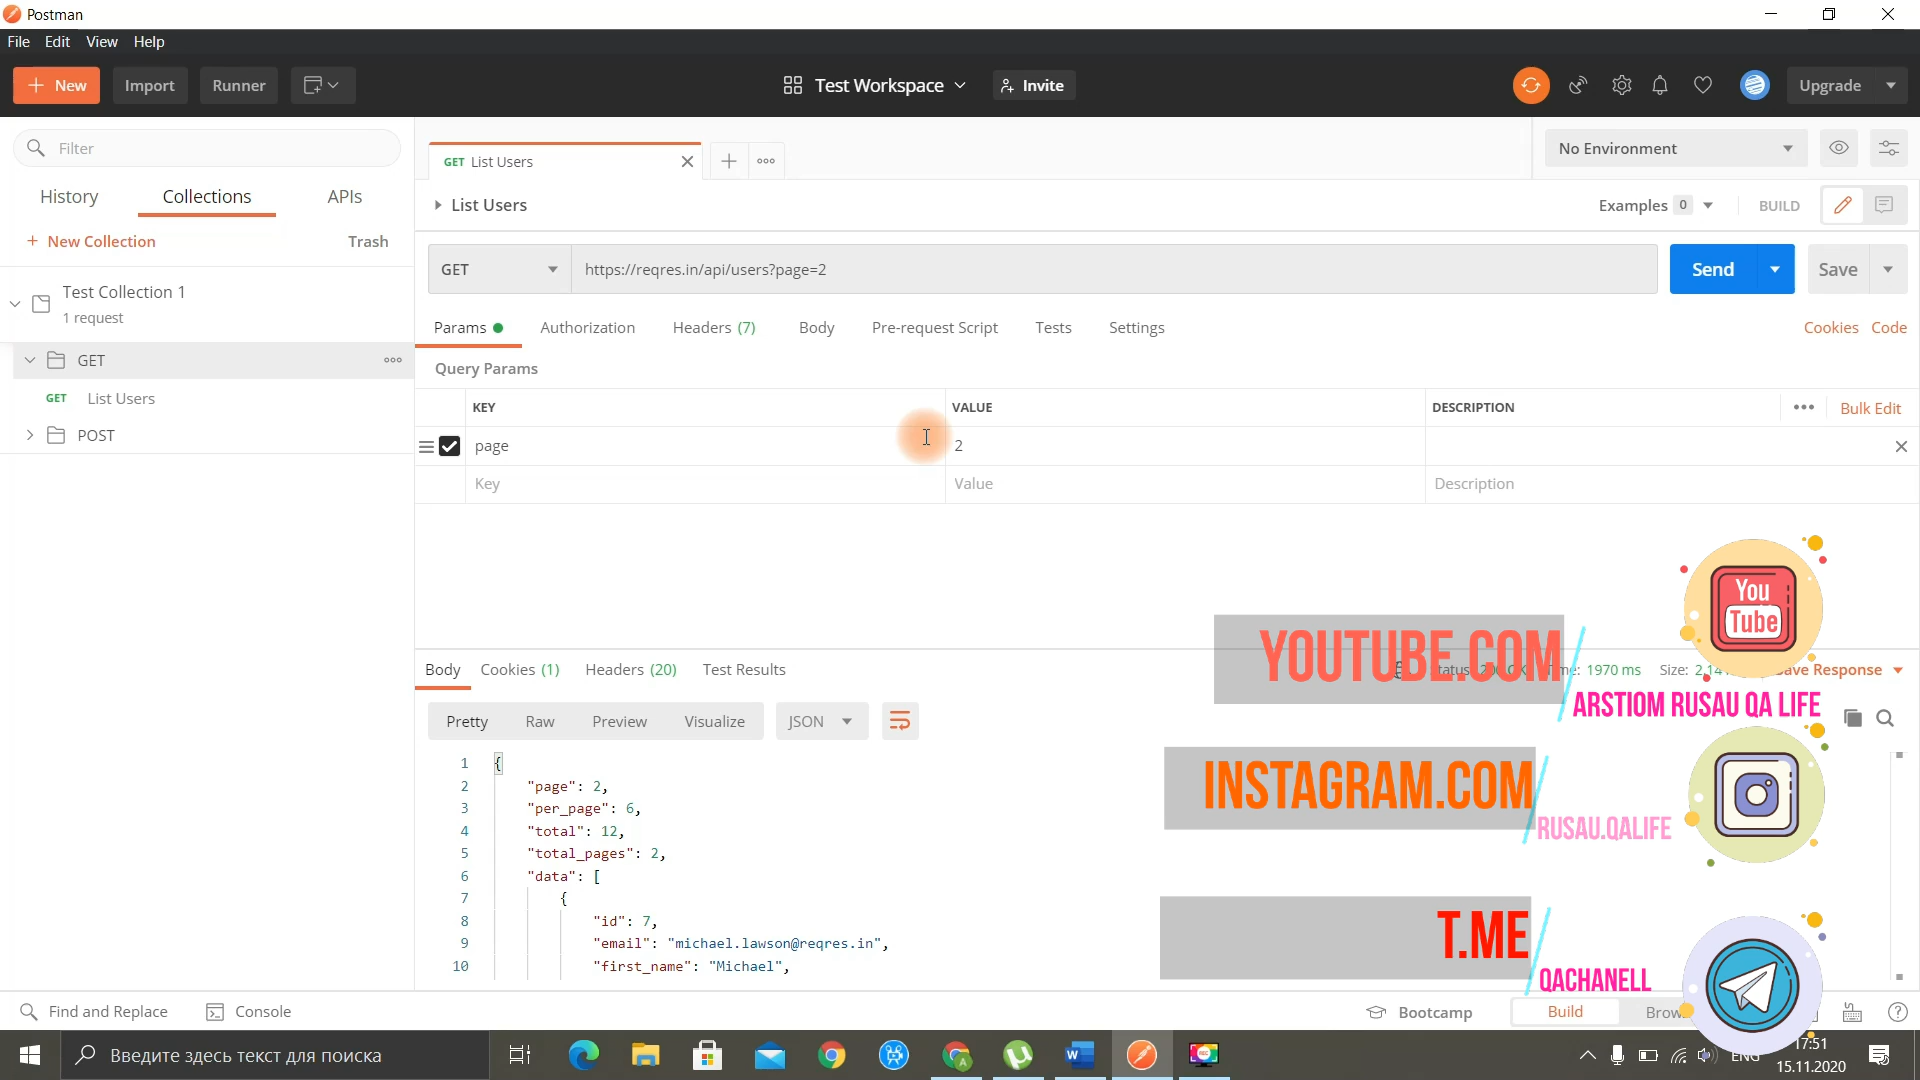 Postman
File Edit View Help
+ New Import Runner Test Workspace Invite Upgrade
Filter
GET List Users
No Environment
History Collections APIs
List Users
Examples 0 BUILD
+ New Collection Trash
GET https://reqres.in/api/users?page=2 Send Save
Test Collection 1
1 request
Params Authorization Headers (7) Body Pre-request Script Tests Settings Cookies Code
GET
Query Params
GET List Users
KEY VALUE DESCRIPTION Bulk Edit
POST
page 2
Key Value Description
You
Tube
YOUTUBE.COM/
ARSTIOM RUSAU QA LIFE
Body Cookies (1) Headers (20) Test Results 1970 ms Size: Response
Pretty Raw Preview Visualize JSON
1 {
2 "page": 2,
3 "per_page": 6,
4 "total": 12,
5 "total_pages": 2,
6 "data": [
7 {
8 "id": 7,
9 "email": "michael.lawson@reqres.in",
10 "first_name": "Michael",
INSTAGRAM.COM/
RUSAU.QALIFE
T.ME/
QACHANELL
Find and Replace Console Bootcamp Build
Введите здесь текст для поиска
ENG
17:51
15.11.2020